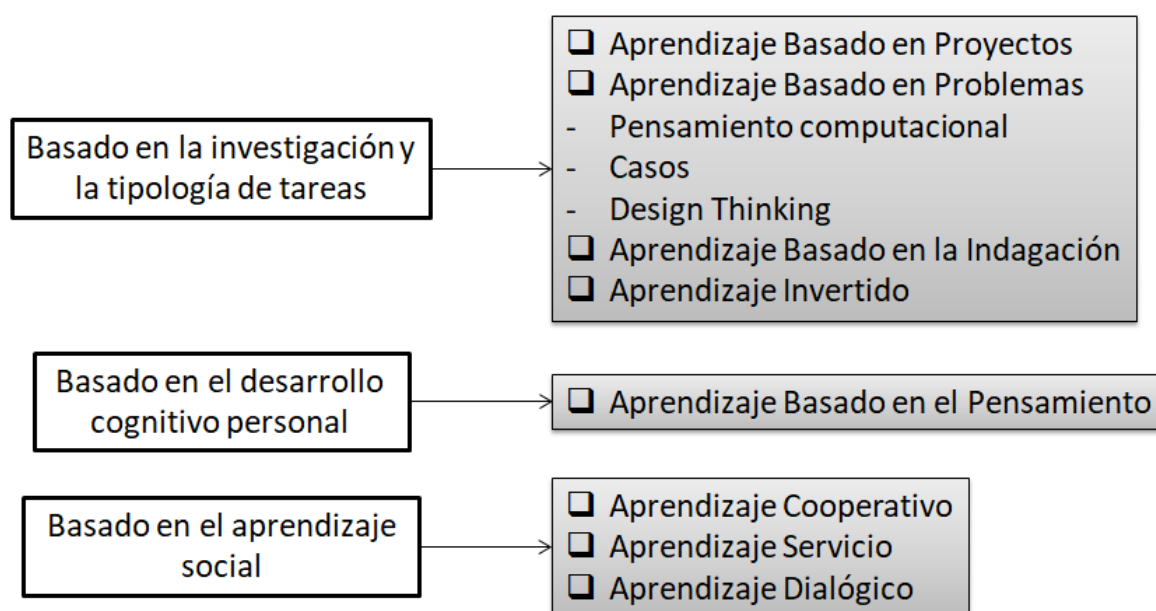 Basado en la investigación y
la tipología de tareas
❑ Aprendizaje Basado en Proyectos
❑ Aprendizaje Basado en Problemas
- Pensamiento computacional
- Casos
- Design Thinking
❑ Aprendizaje Basado en la Indagación
❑ Aprendizaje Invertido
Basado en el desarrollo
cognitivo personal
❑ Aprendizaje Basado en el Pensamiento
Basado en el aprendizaje
social
❑ Aprendizaje Cooperativo
❑ Aprendizaje Servicio
❑ Aprendizaje Dialógico